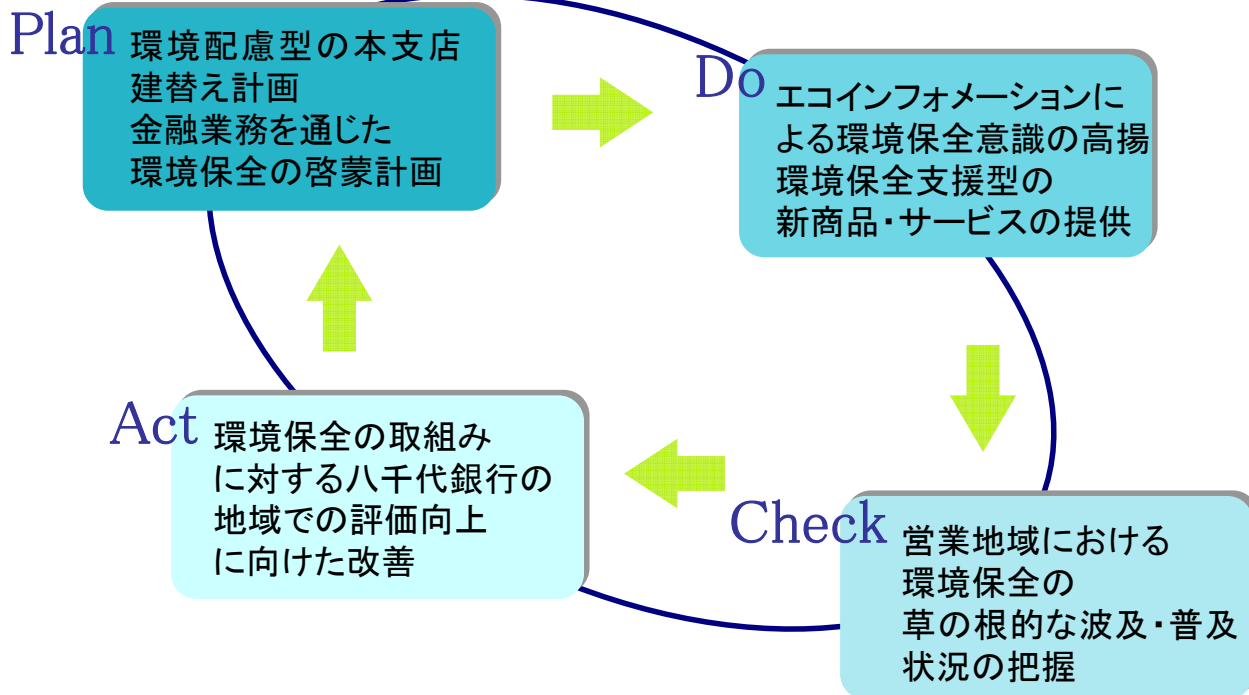 Plan
環境配慮型の本支店
建替え計画
金融業務を通じた
環境保全の啓蒙計画
Do
エコインフォメーションに
よる環境保全意識の高揚
環境保全支援型の
新商品・サービスの提供
Check
営業地域における
環境保全の
草の根的な波及・普及
状況の把握
Act
環境保全の取組み
に対する八千代銀行の
地域での評価向上
に向けた改善